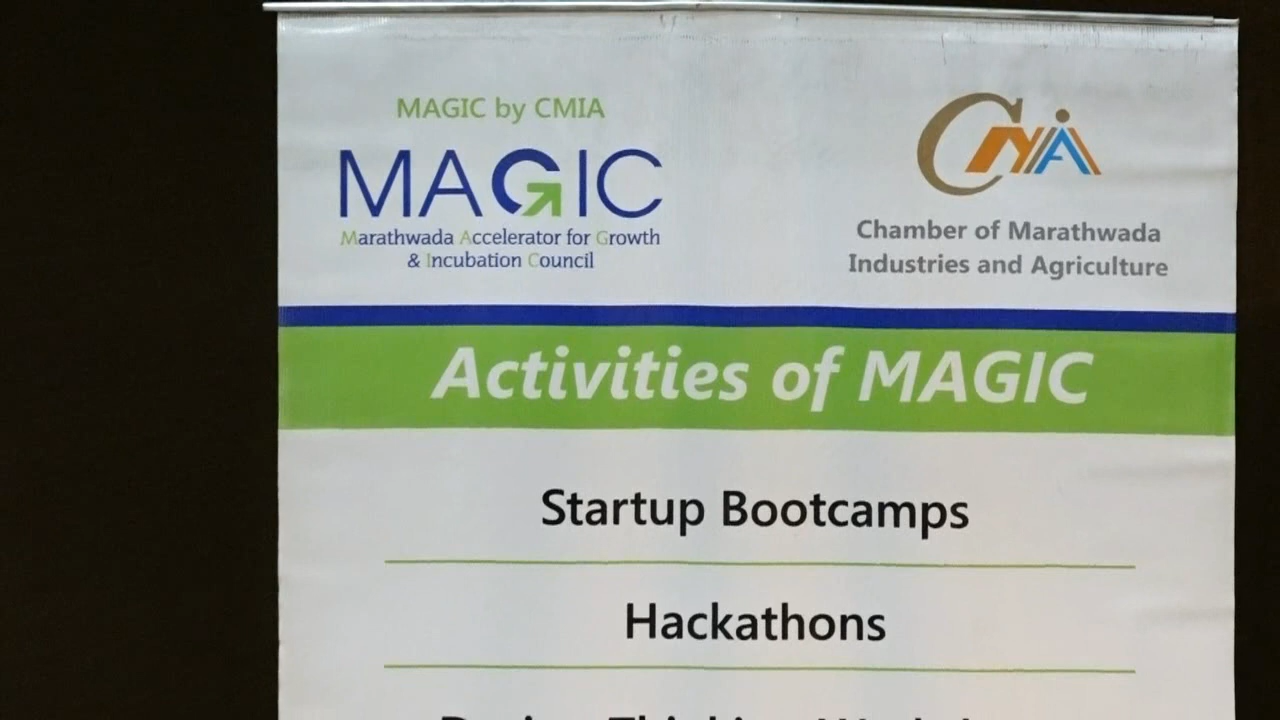 MAGIC by CMIA
MAGIC
Marathwada Accelerator for Growth
& Incubation Council
CMIA
Chamber of Marathwada
Industries and Agriculture
Activities of MAGIC
Startup Bootcamps
Hackathons